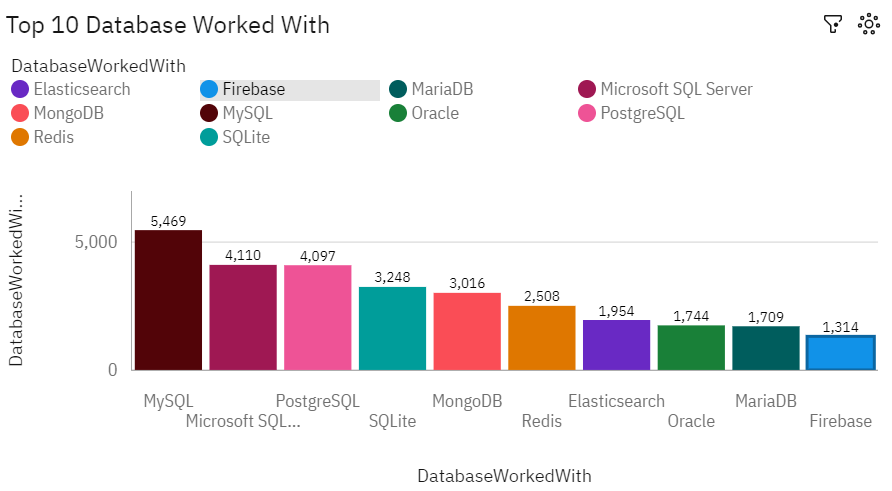 Top 10 Database Worked With
DatabaseWorkedWith
Elasticsearch Firebase MariaDB Microsoft SQL Server
MongoDB MySQL Oracle PostgreSQL
Redis SQLite
DatabaseWorkedWi...
5,000
0
5,469
4,110
4,097
3,248
3,016
2,508
1,954
1,744
1,709
1,314
MySQL
Microsoft SQL...
PostgreSQL
SQLite
MongoDB
Redis
Elasticsearch
Oracle
MariaDB
Firebase
DatabaseWorkedWith